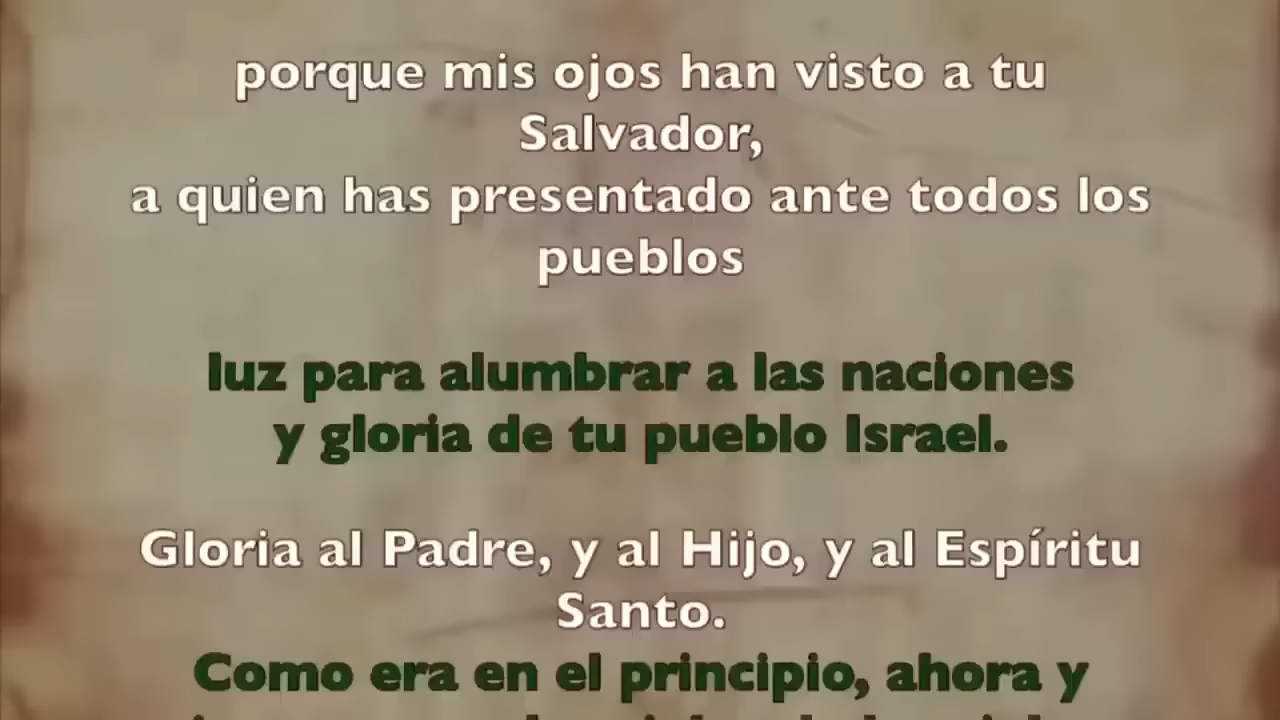 porque mis ojos han visto a tu
Salvador,
a quien has presentado ante todos los
pueblos
luz para alumbrar a las naciones
y gloria de tu pueblo Israel.
Gloria al Padre, y al Hijo, y al Espíritu
Santo.
Como era en el principio, ahora y